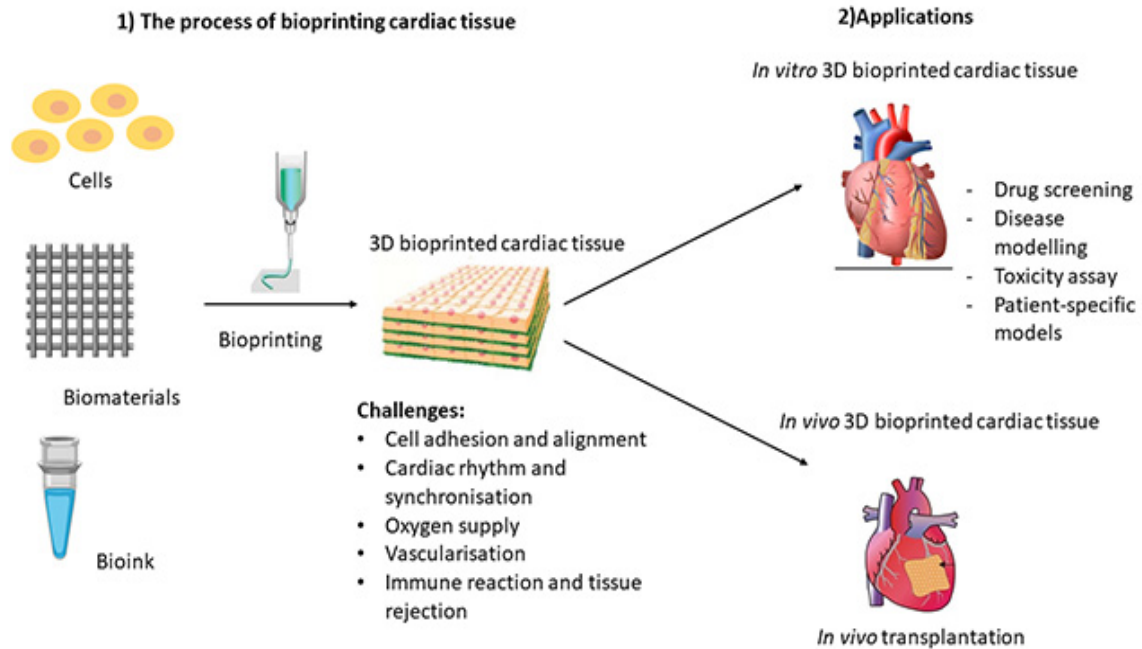 1) The process of bioprinting cardiac tissue
Cells
Biomaterials
Bioink
Bioprinting
3D bioprinted cardiac tissue
Challenges:
• Cell adhesion and alignment
• Cardiac rhythm and
synchronisation
• Oxygen supply
• Vascularisation
• Immune reaction and tissue
rejection
2)Applications
In vitro 3D bioprinted cardiac tissue
- Drug screening
- Disease
modelling
- Toxicity assay
- Patient-specific
models
In vivo 3D bioprinted cardiac tissue
In vivo transplantation